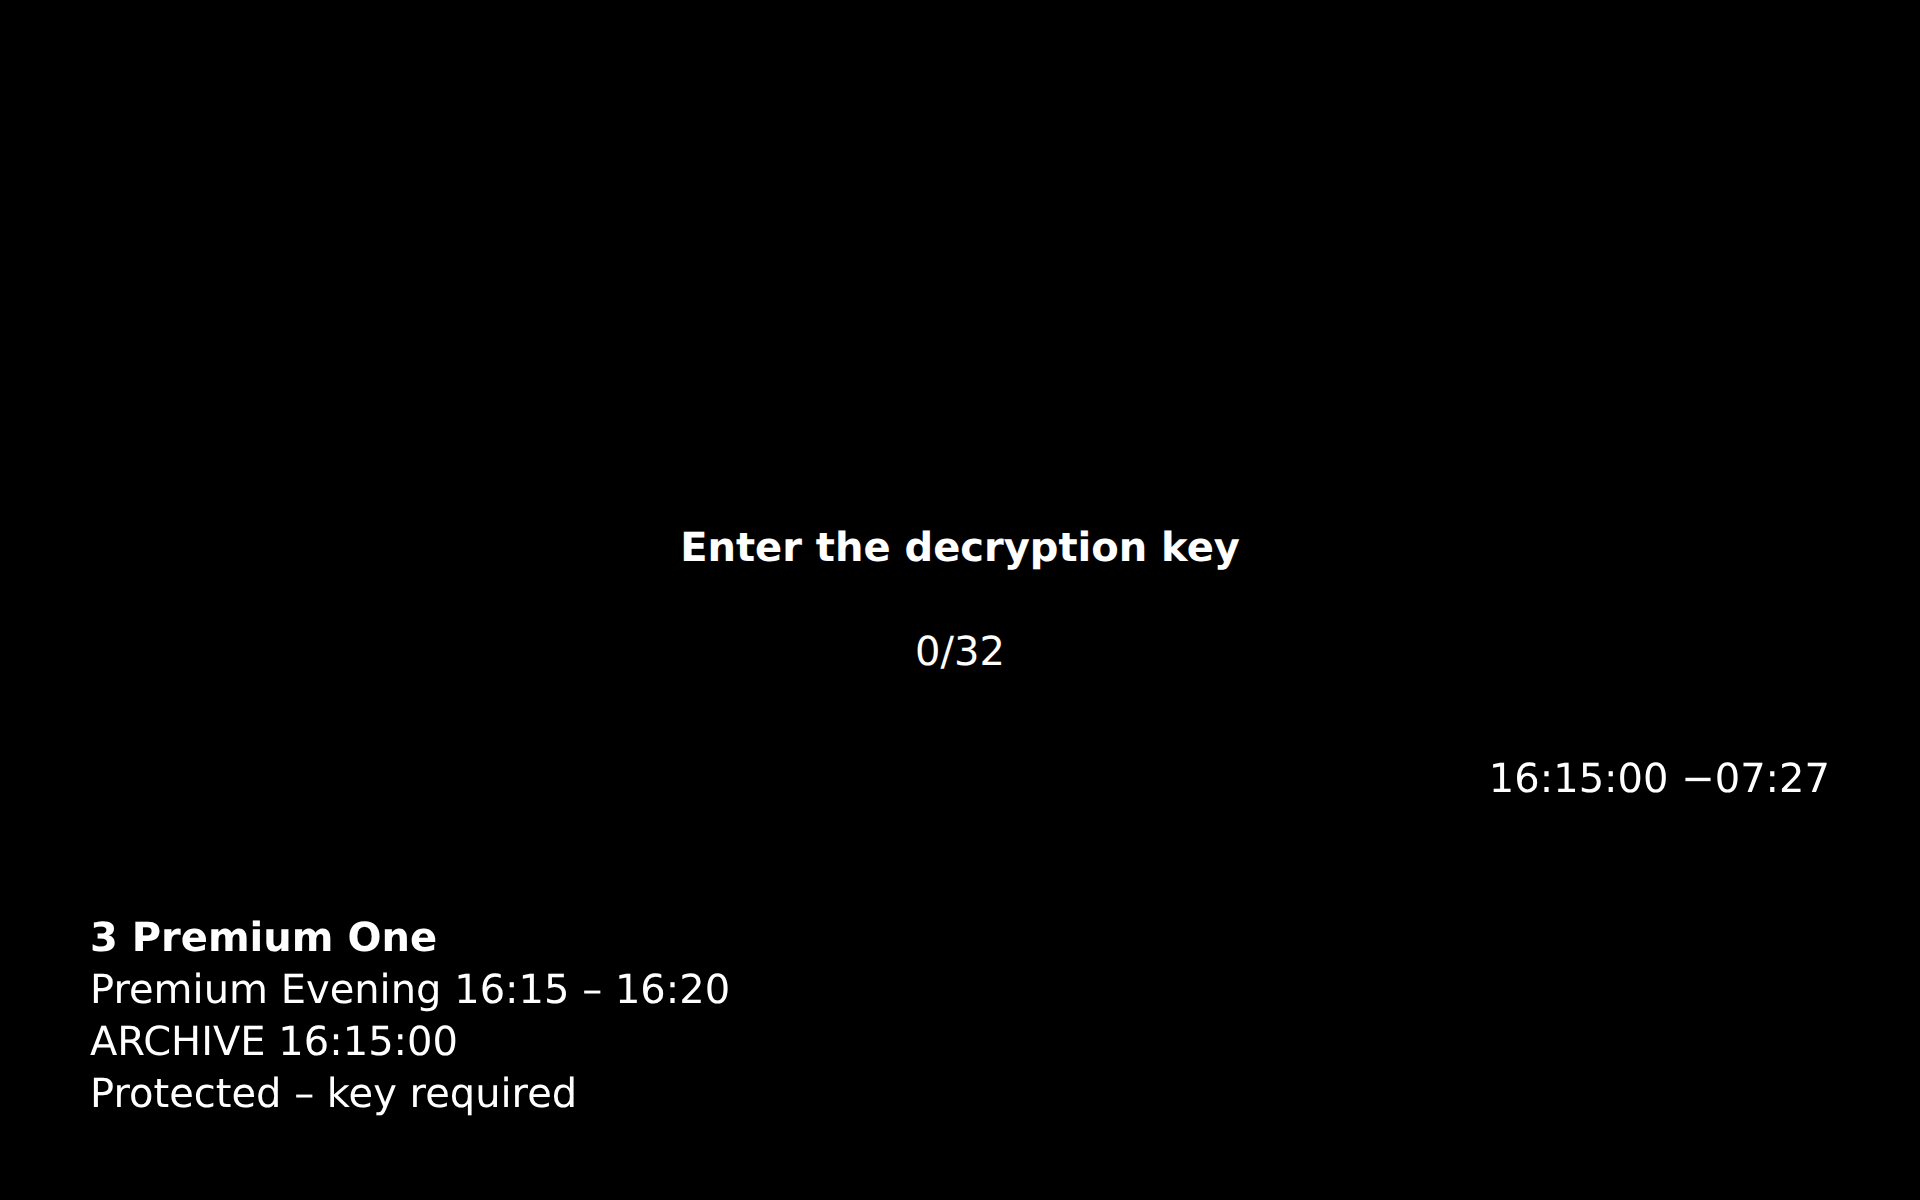 Enter the decryption key
0/32
16:15:00 −07:27
3 Premium One
Premium Evening 16:15 – 16:20
ARCHIVE 16:15:00
Protected – key required